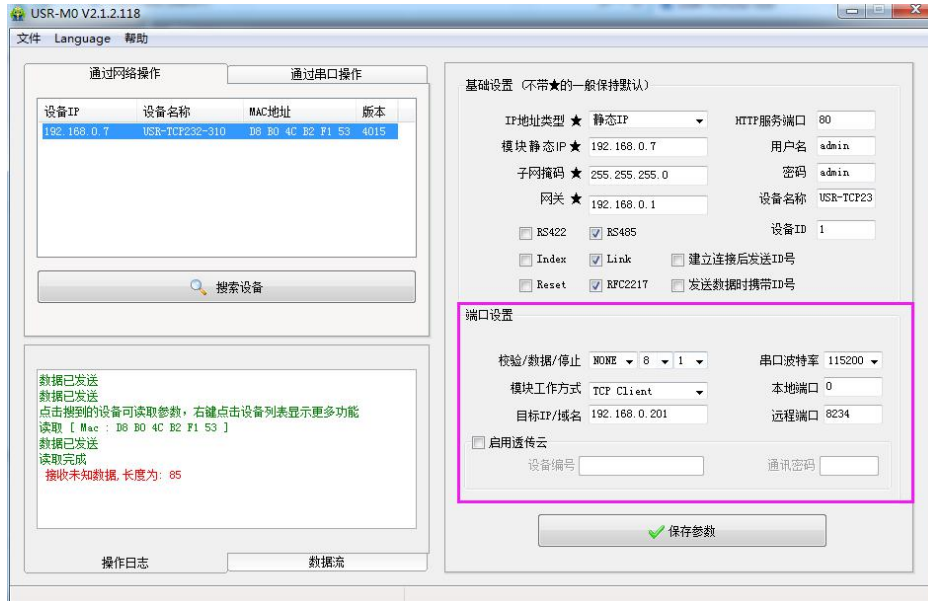 USR-M0 V2.1.2.118
文件 Language 帮助
通过网络操作 通过串口操作
设备IP 设备名称 MAC地址 版本
192.168.0.7 USR-TCP232-310 D8 B0 4C B2 F1 53 4015
搜索设备
数据已发送
数据已发送
点击搜到的设备可读取参数，右键点击设备列表显示更多功能
读取 [ Mac : D8 B0 4C B2 F1 53 ]
数据已发送
读取完成
接收未知数据,长度为: 85
操作日志 数据流
基础设置 (不带★的一般保持默认)
IP地址类型 ★ 静态IP HTTP服务端口 80
模块静态IP★ 192.168.0.7 用户名 admin
子网掩码 ★ 255.255.255.0 密码 admin
网关 ★ 192.168.0.1 设备名称 USR-TCP23
RS422 RS485 设备ID 1
Index Link 建立连接后发送ID号
Reset RFC2217 发送数据时携带ID号
端口设置
校验/数据/停止 NONE 8 1 串口波特率 115200
模块工作方式 TCP Client 本地端口 0
目标IP/域名 192.168.0.201 远程端口 8234
启用透传云
设备编号 通讯密码
保存参数